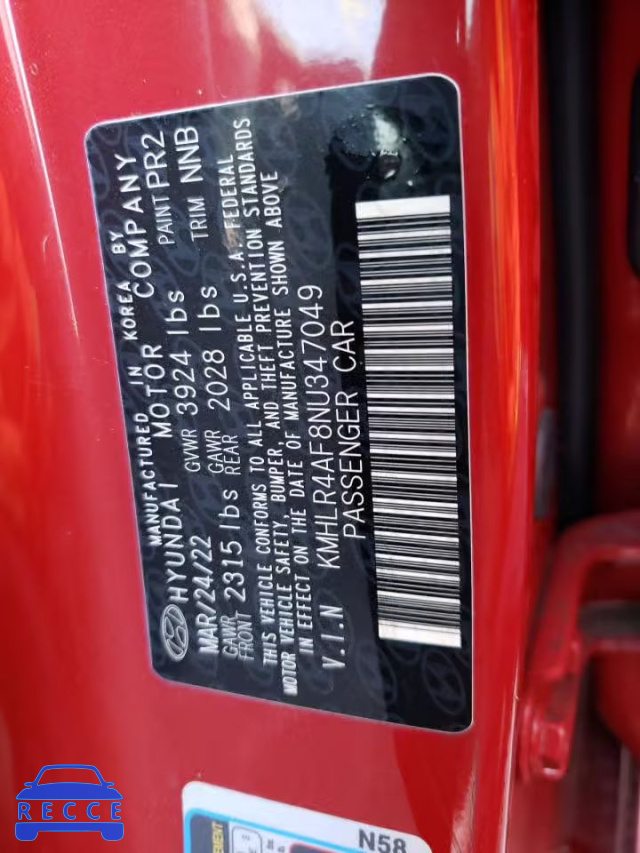 MANUFACTURED IN KOREA BY
HYUNDAI MOTOR COMPANY
MAR/24/22 GVWR 3924 lbs PAINT PR2
GAWR FRONT 2315 lbs GAWR REAR 2028 lbs TRIM NNB
THIS VEHICLE CONFORMS TO ALL APPLICABLE U.S.A. FEDERAL
MOTOR VEHICLE SAFETY, BUMPER, AND THEFT PREVENTION STANDARDS
IN EFFECT ON THE DATE OF MANUFACTURE SHOWN ABOVE
V.I.N KMHLR4AF8NU347049
PASSENGER CAR
N58
RECCE